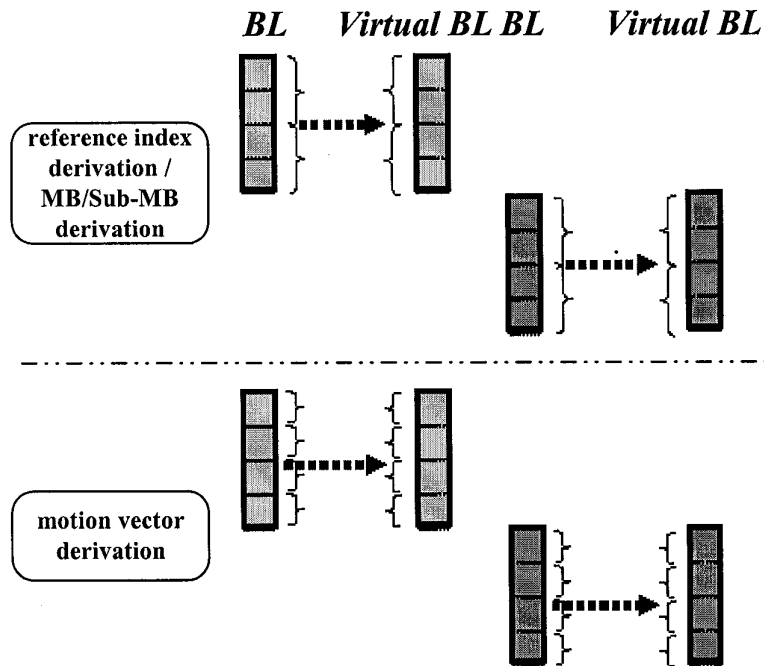 BL Virtual BL BL Virtual BL
reference index
derivation /
MB/Sub-MB
derivation
motion vector
derivation